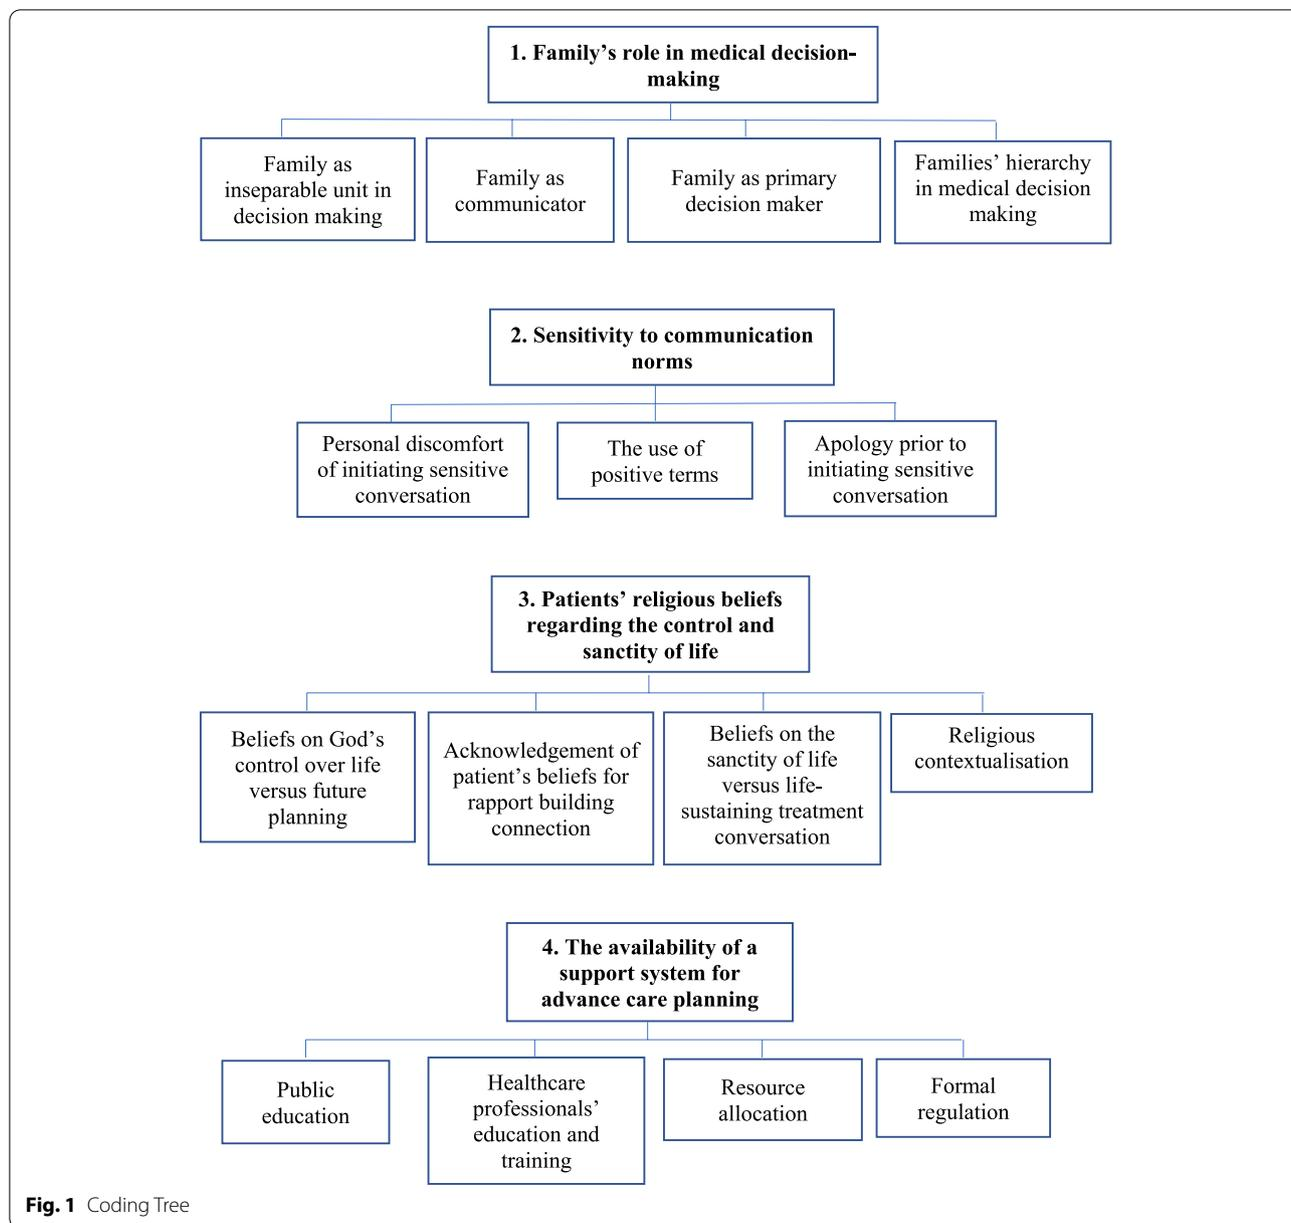 1. Family’s role in medical decision-
making
Family as
inseparable unit in
decision making
Family as
communicator
Family as primary
decision maker
Families’ hierarchy
in medical decision
making
2. Sensitivity to communication
norms
Personal discomfort
of initiating sensitive
conversation
The use of
positive terms
Apology prior to
initiating sensitive
conversation
3. Patients’ religious beliefs
regarding the control and
sanctity of life
Beliefs on God’s
control over life
versus future
planning
Acknowledgement of
patient’s beliefs for
rapport building
connection
Beliefs on the
sanctity of life
versus life-
sustaining treatment
conversation
Religious
contextualisation
4. The availability of a
support system for
advance care planning
Public
education
Healthcare
professionals’
education and
training
Resource
allocation
Formal
regulation
Fig. 1 Coding Tree